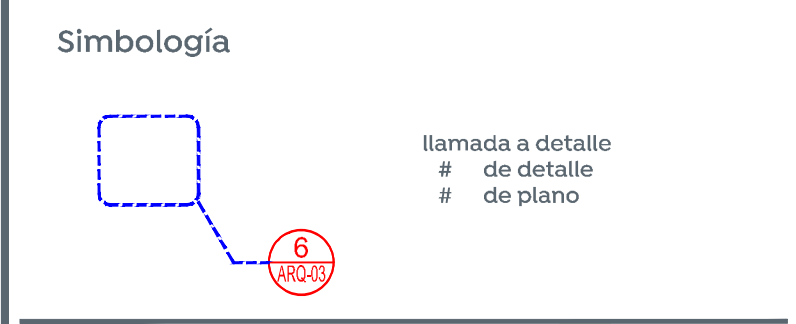 Simbología
llamada a detalle
# de detalle
# de plano
6
ARQ-03